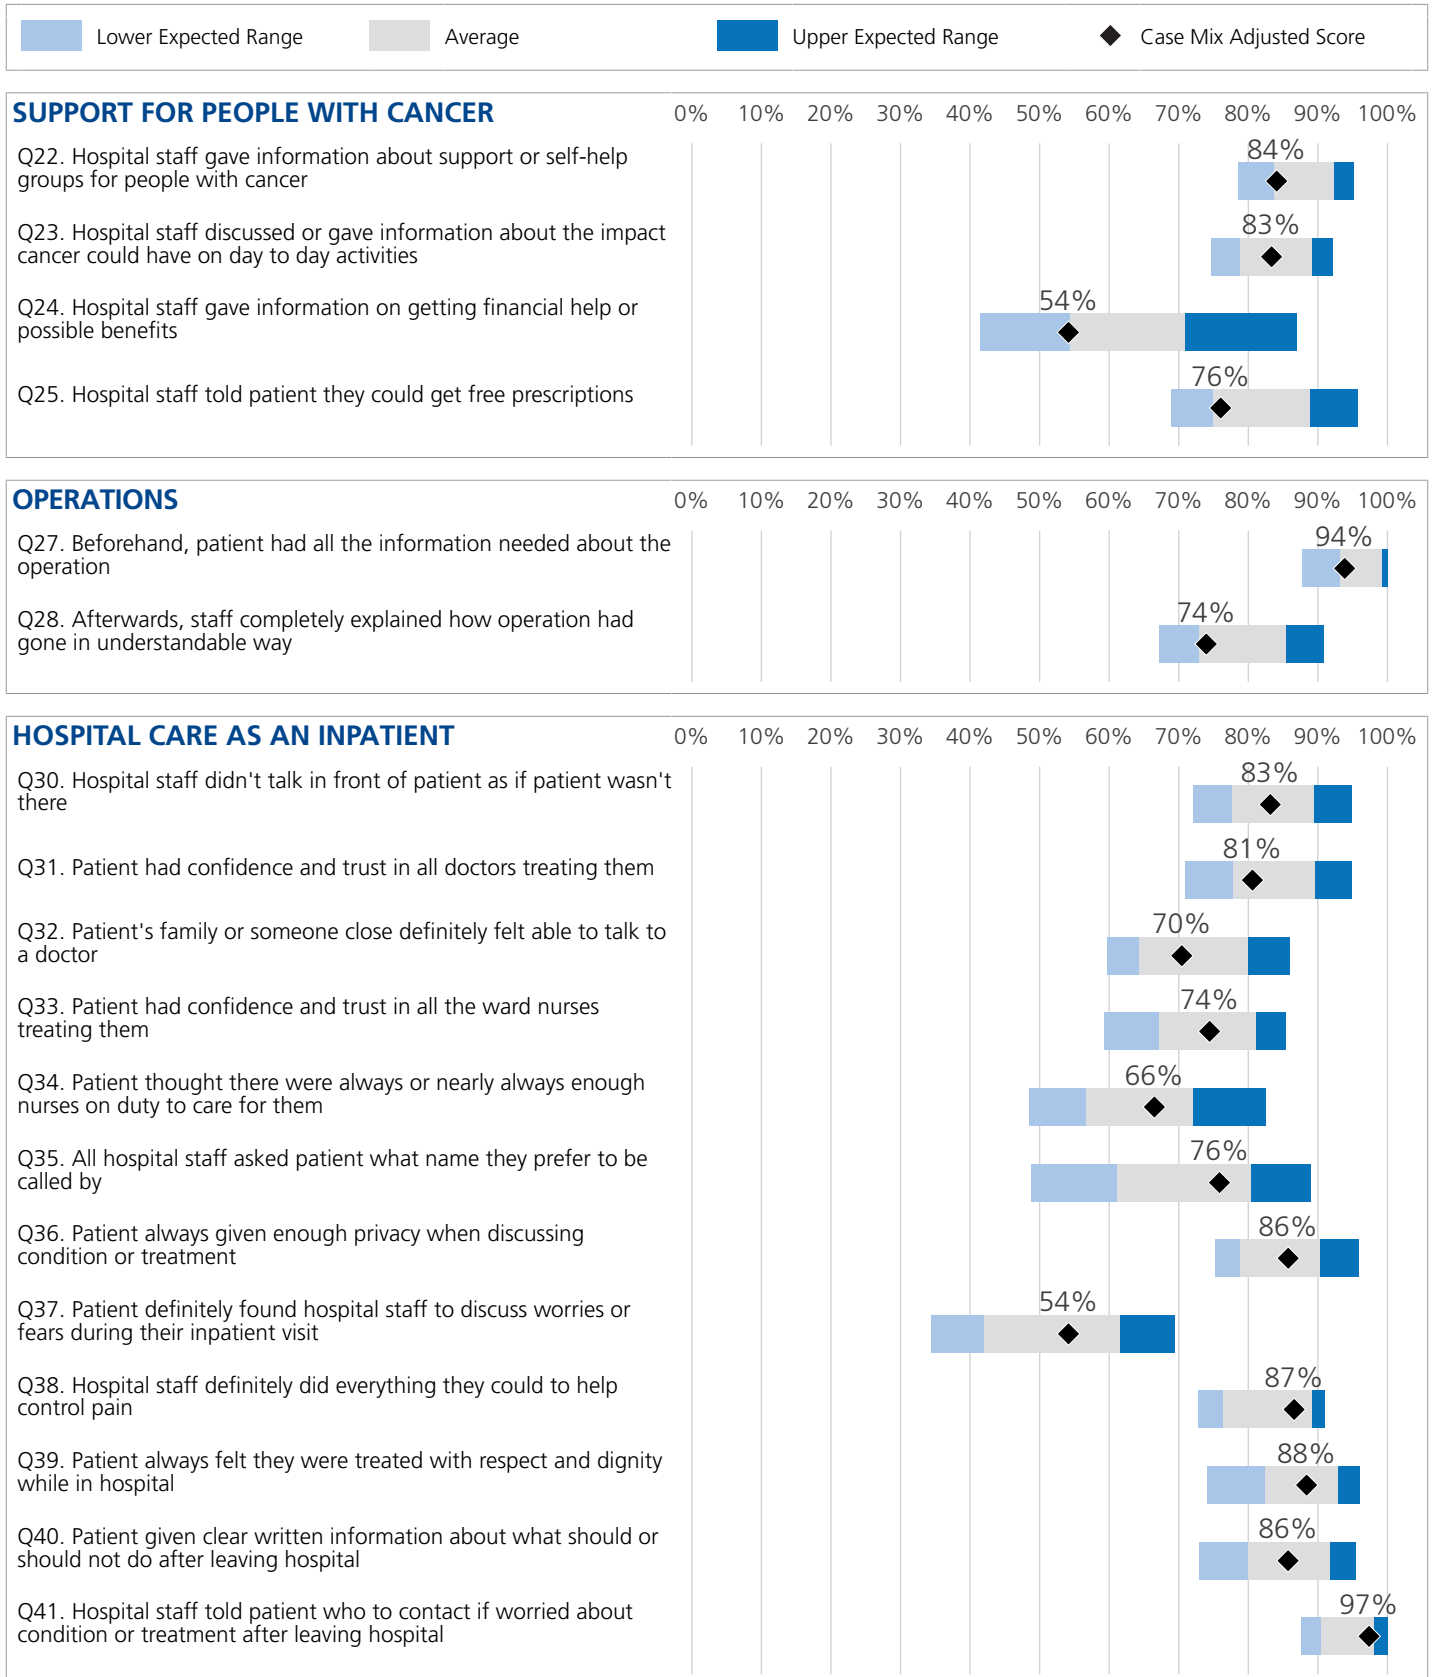 Lower Expected Range Average Upper Expected Range Case Mix Adjusted Score
SUPPORT FOR PEOPLE WITH CANCER 0% 10% 20% 30% 40% 50% 60% 70% 80% 90% 100%
Q22. Hospital staff gave information about support or self-help
groups for people with cancer
84%
Q23. Hospital staff discussed or gave information about the impact
cancer could have on day to day activities
83%
Q24. Hospital staff gave information on getting financial help or
possible benefits
54%
Q25. Hospital staff told patient they could get free prescriptions
76%
OPERATIONS 0% 10% 20% 30% 40% 50% 60% 70% 80% 90% 100%
Q27. Beforehand, patient had all the information needed about the
operation
94%
Q28. Afterwards, staff completely explained how operation had
gone in understandable way
74%
HOSPITAL CARE AS AN INPATIENT 0% 10% 20% 30% 40% 50% 60% 70% 80% 90% 100%
Q30. Hospital staff didn't talk in front of patient as if patient wasn't
there
83%
Q31. Patient had confidence and trust in all doctors treating them
81%
Q32. Patient's family or someone close definitely felt able to talk to
a doctor
70%
Q33. Patient had confidence and trust in all the ward nurses
treating them
74%
Q34. Patient thought there were always or nearly always enough
nurses on duty to care for them
66%
Q35. All hospital staff asked patient what name they prefer to be
called by
76%
Q36. Patient always given enough privacy when discussing
condition or treatment
86%
Q37. Patient definitely found hospital staff to discuss worries or
fears during their inpatient visit
54%
Q38. Hospital staff definitely did everything they could to help
control pain
87%
Q39. Patient always felt they were treated with respect and dignity
while in hospital
88%
Q40. Patient given clear written information about what should or
should not do after leaving hospital
86%
Q41. Hospital staff told patient who to contact if worried about
condition or treatment after leaving hospital
97%